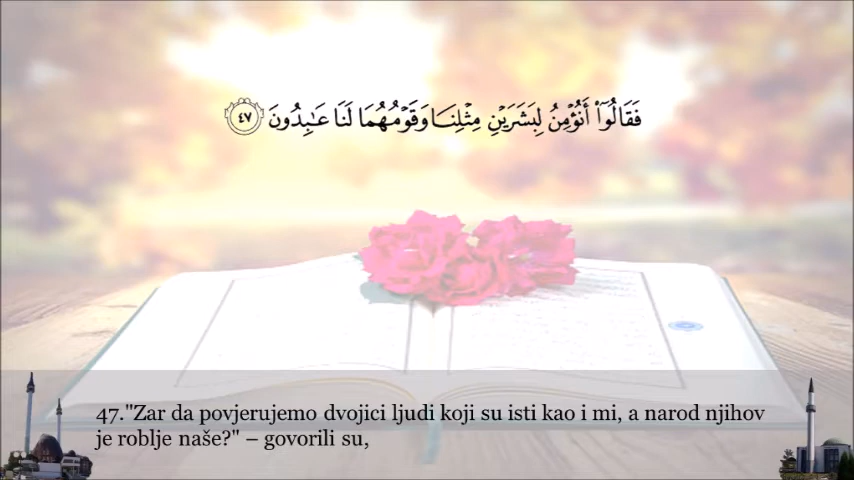 فَقَالُوٓا۟ أَنُؤْمِنُ لِبَشَرَيْنِ مِثْلِنَا وَقَوْمُهُمَا لَنَا عَٰبِدُونَ ٤٧
47."Zar da povjerujemo dvojici ljudi koji su isti kao i mi, a narod njihov
je roblje naše?" – govorili su,